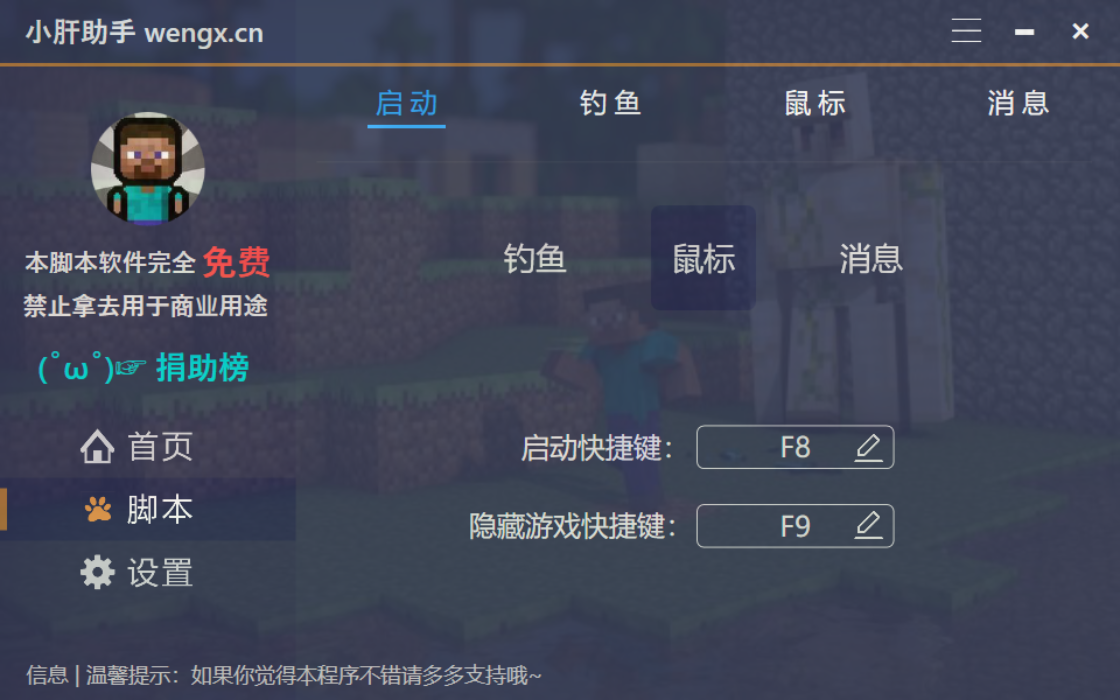 小肝助手 wengx.cn
启动 钓鱼 鼠标 消息
本脚本软件完全 免费
禁止拿去用于商业用途
(ﾟωﾟ)☞ 捐助榜
首页
脚本
设置
钓鱼 鼠标 消息
启动快捷键： F8
隐藏游戏快捷键： F9
信息 | 温馨提示：如果你觉得本程序不错请多多支持哦~